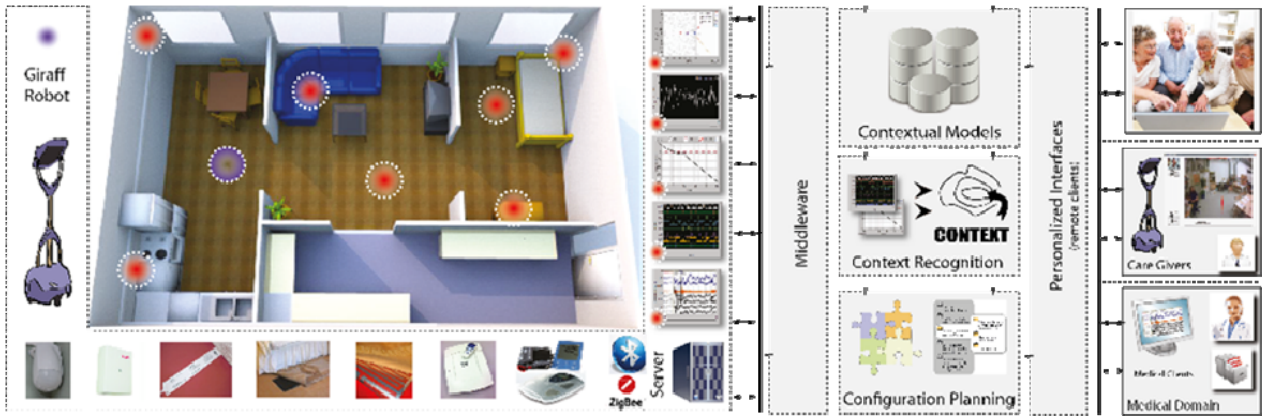 Giraff
Robot
ZigBee
Server
Middleware
Contextual Models
CONTEXT
Context Recognition
Configuration Planning
Personalized Interfaces
(remote clients)
Care Givers
Medical Clients
Medical Domain